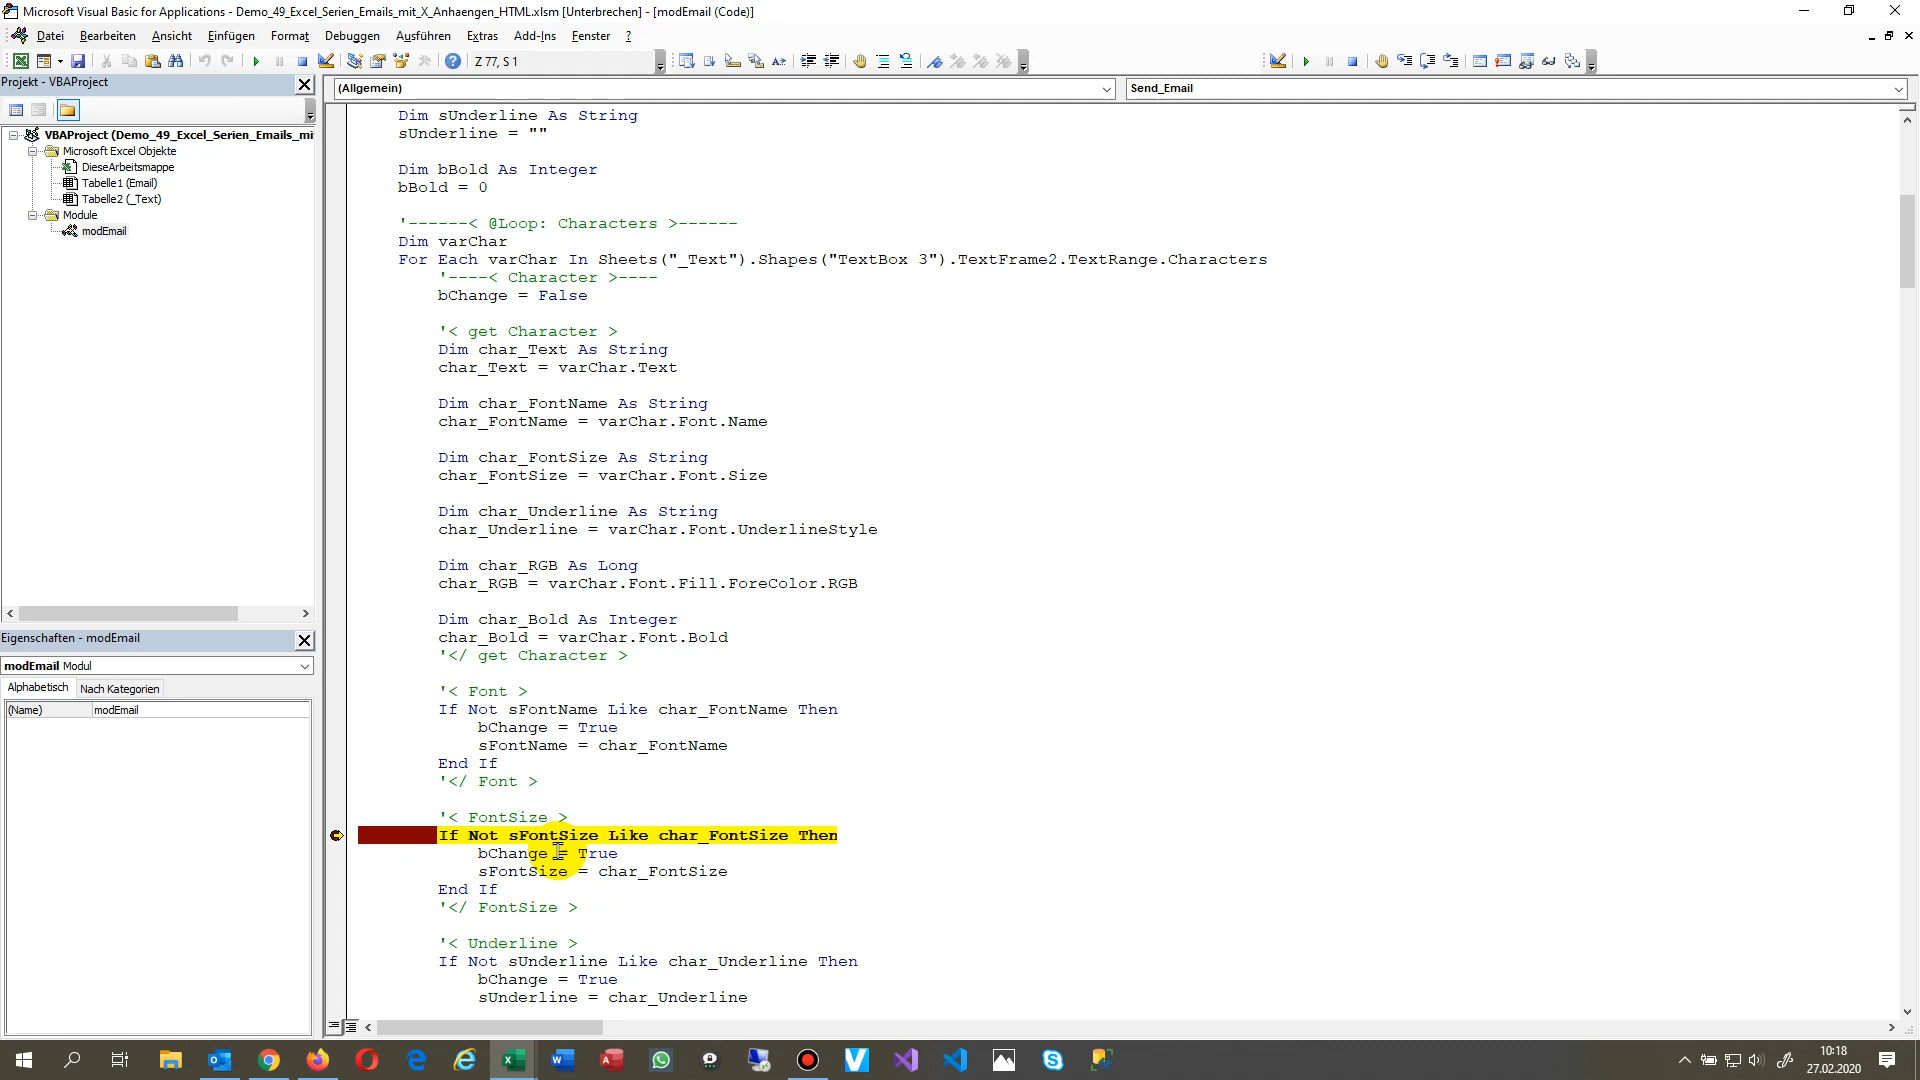 Microsoft Visual Basic for Applications - Demo_49_Excel_Serien_Emails_mit_X_Anhaengen_HTML.xlsm [Unterbrechen] - [modEmail (Code)]
Datei Bearbeiten Ansicht Einfügen Format Debuggen Ausführen Extras Add-Ins Fenster ?
Z 77, S 1
Projekt - VBAProject
(Allgemein)
Send_Email
VBAProject (Demo_49_Excel_Serien_Emails_mi
Microsoft Excel Objekte
DieseArbeitsmappe
Tabelle1 (Email)
Tabelle2 (_Text)
Module
modEmail
Eigenschaften - modEmail
modEmail Modul
Alphabetisch Nach Kategorien
(Name) modEmail
Dim sUnderline As String
sUnderline = ""
Dim bBold As Integer
bBold = 0
'------< @Loop: Characters >------
Dim varChar
For Each varChar In Sheets("_Text").Shapes("TextBox 3").TextFrame2.TextRange.Characters
'----< Character >----
bChange = False
'< get Character >
Dim char_Text As String
char_Text = varChar.Text
Dim char_FontName As String
char_FontName = varChar.Font.Name
Dim char_FontSize As String
char_FontSize = varChar.Font.Size
Dim char_Underline As String
char_Underline = varChar.Font.UnderlineStyle
Dim char_RGB As Long
char_RGB = varChar.Font.Fill.ForeColor.RGB
Dim char_Bold As Integer
char_Bold = varChar.Font.Bold
'</ get Character >
'< Font >
If Not sFontName Like char_FontName Then
bChange = True
sFontName = char_FontName
End If
'</ Font >
'< FontSize >
If Not sFontSize Like char_FontSize Then
bChange = True
sFontSize = char_FontSize
End If
'</ FontSize >
'< Underline >
If Not sUnderline Like char_Underline Then
bChange = True
sUnderline = char_Underline
10:18
27.02.2020